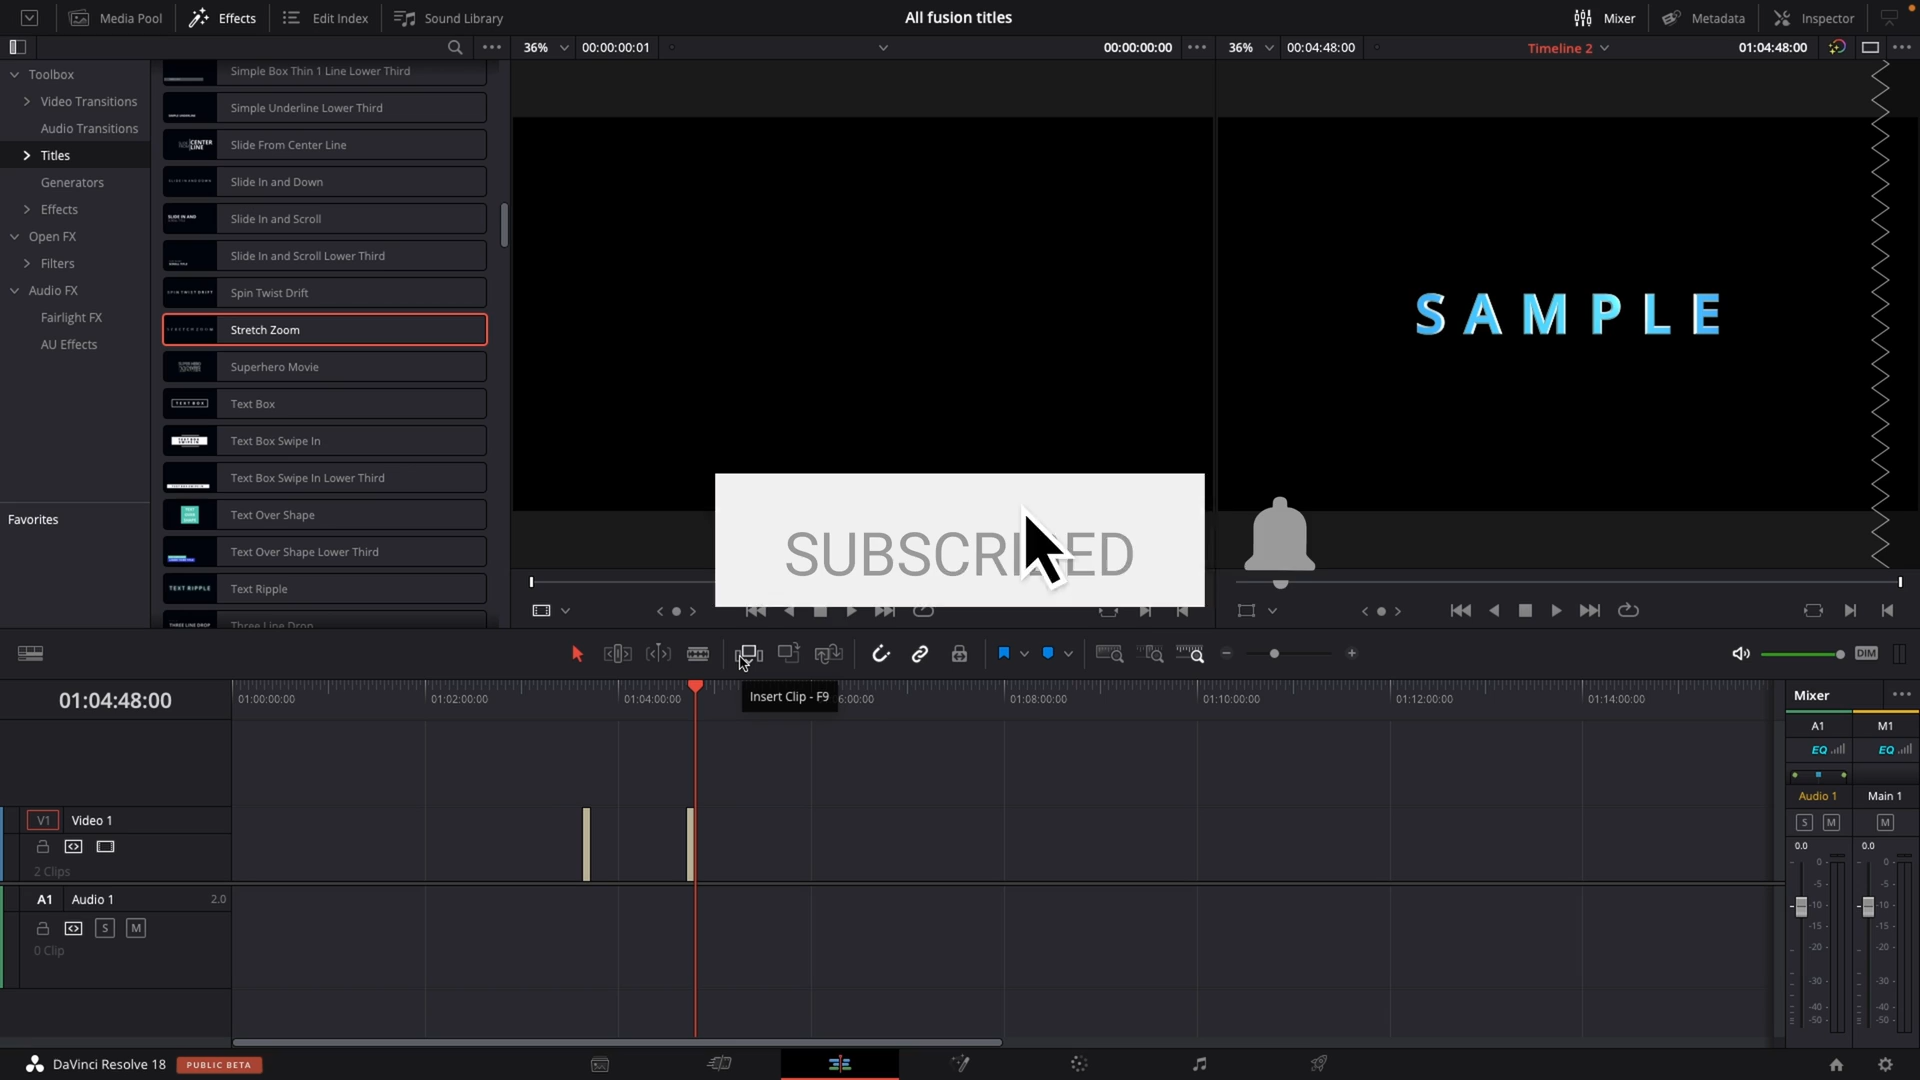 Media Pool
Effects
Edit Index
Sound Library
All fusion titles
Mixer
Metadata
Inspector
36%
00:00:00:01
00:00:00:00
36%
00:04:48:00
Timeline 2
01:04:48:00
Toolbox
Video Transitions
Audio Transitions
Titles
Generators
Effects
Open FX
Filters
Audio FX
Fairlight FX
AU Effects
Favorites
Simple Box Thin 1 Line Lower Third
Simple Underline Lower Third
Slide From Center Line
Slide In and Down
Slide In and Scroll
Slide In and Scroll Lower Third
Spin Twist Drift
Stretch Zoom
Superhero Movie
Text Box
Text Box Swipe In
Text Box Swipe In Lower Third
Text Over Shape
Text Over Shape Lower Third
TEXT RIPPLE
Text Ripple
Three Line Drop
SAMPLE
SUBSCRIBED
DIM
01:04:48:00
01:00:00:00
01:02:00:00
01:04:00:00
6:00:00
01:08:00:00
01:10:00:00
01:12:00:00
01:14:00:00
Insert Clip - F9
V1
Video 1
2 Clips
A1
Audio 1
2.0
S
M
0 Clip
Mixer
A1
M1
EQ
EQ
Audio 1
Main 1
S
M
M
0.0
0.0
0
0
-5
-5
-10
-10
-15
-15
-20
-20
-30
-30
-40
-40
-50
-50
DaVinci Resolve 18
PUBLIC BETA